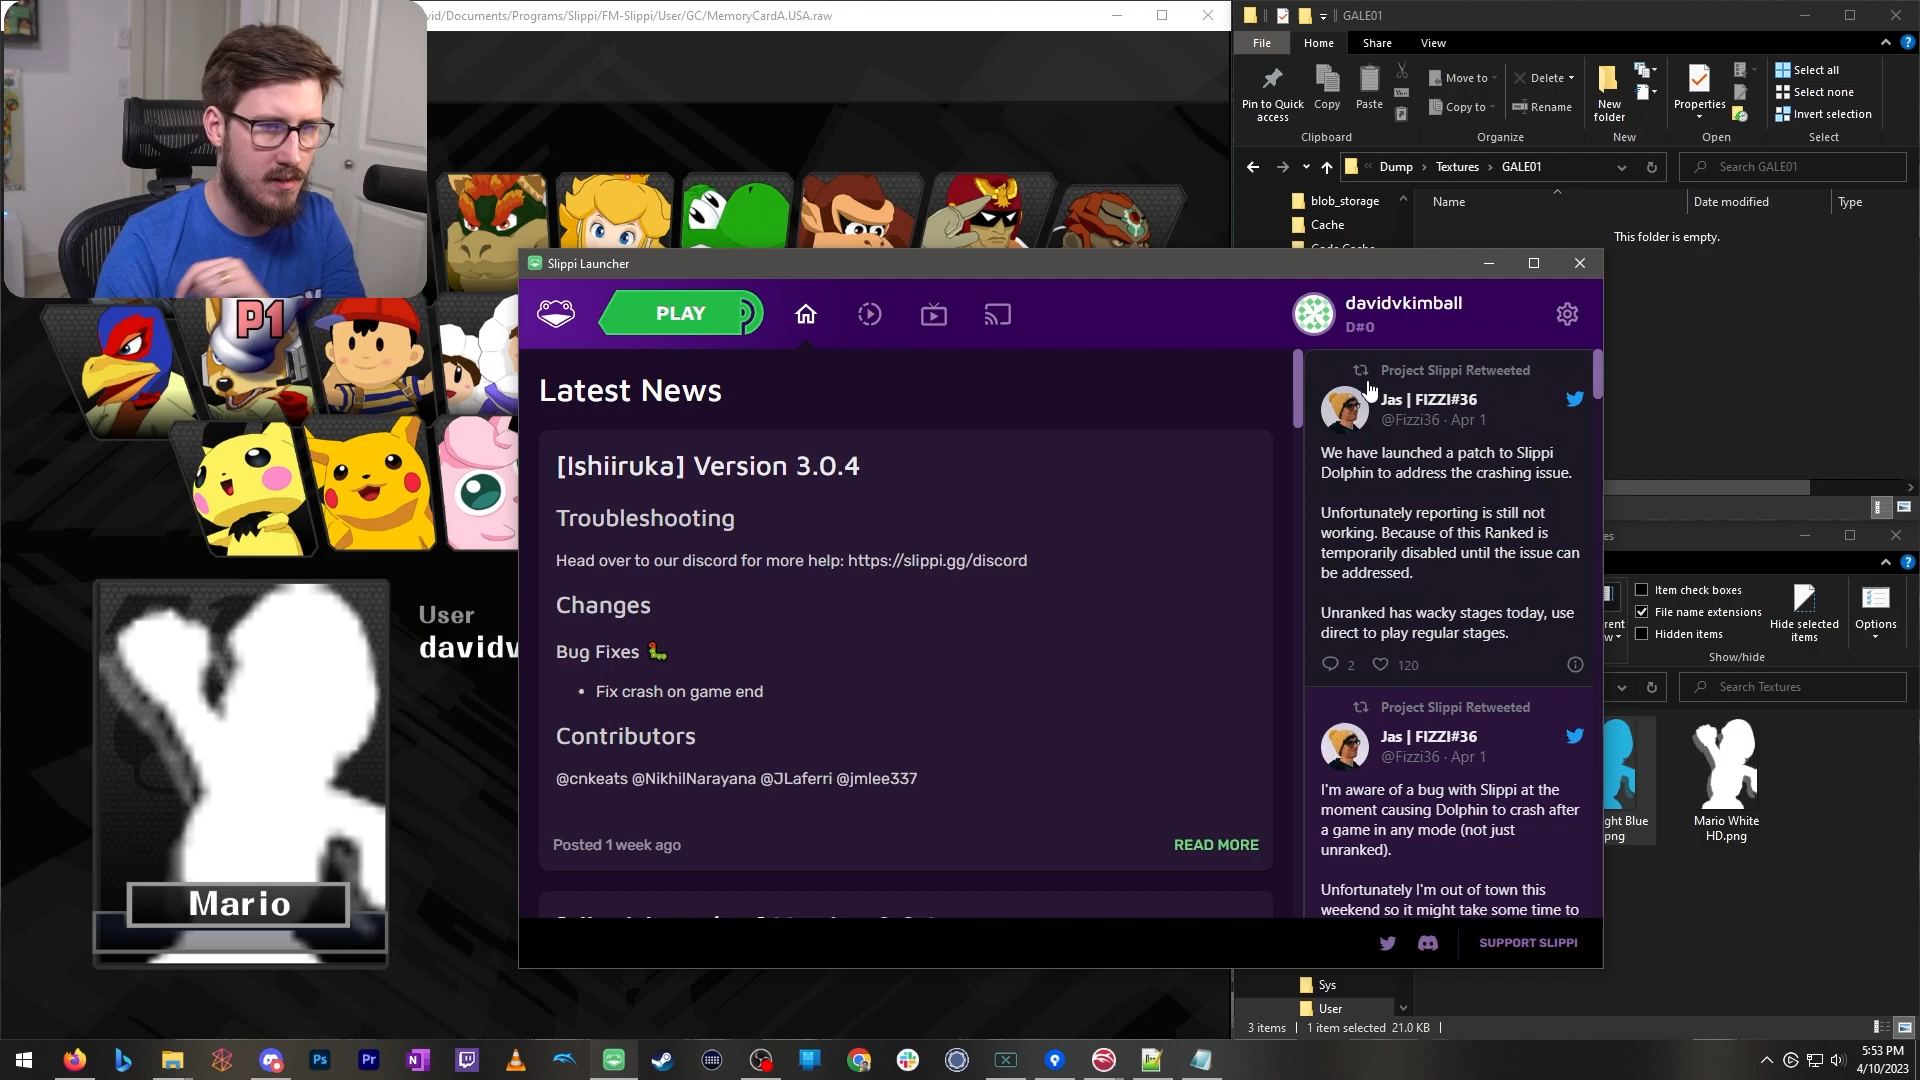 vid/Documents/Programs/Slippi/FM-Slippi/User/GC/MemoryCardA.USA.raw
P1
User
davidv
Mario
GALE01
File
Home
Share
View
Pin to Quick access
Copy
Paste
Move to
Copy to
Delete
Rename
New folder
Properties
Select all
Select none
Invert selection
Clipboard
Organize
New
Open
Select
Dump
Textures
GALE01
Search GALE01
blob_storage
Cache
Name
Date modified
Type
This folder is empty.
Slippi Launcher
PLAY
davidvkimball
D#0
Latest News
[Ishiiruka] Version 3.0.4
Troubleshooting
Head over to our discord for more help: https://slippi.gg/discord
Changes
Bug Fixes 🐛
• Fix crash on game end
Contributors
@cnkeats @NikhilNarayana @JLaferri @jmlee337
Posted 1 week ago
READ MORE
Project Slippi Retweeted
Jas | FIZZI#36
@Fizzi36 · Apr 1
We have launched a patch to Slippi
Dolphin to address the crashing issue.
Unfortunately reporting is still not
working. Because of this Ranked is
temporarily disabled until the issue can
be addressed.
Unranked has wacky stages today, use
direct to play regular stages.
2
120
Project Slippi Retweeted
Jas | FIZZI#36
@Fizzi36 · Apr 1
I'm aware of a bug with Slippi at the
moment causing Dolphin to crash after
a game in any mode (not just
unranked).
Unfortunately I'm out of town this
weekend so it might take some time to
SUPPORT SLIPPI
es
Item check boxes
File name extensions
Hidden items
Hide selected items
Options
Show/hide
Search Textures
ght Blue
png
Mario White
HD.png
Sys
User
3 items
1 item selected 21.0 KB
Ps
Pr
N
5:53 PM
4/10/2023